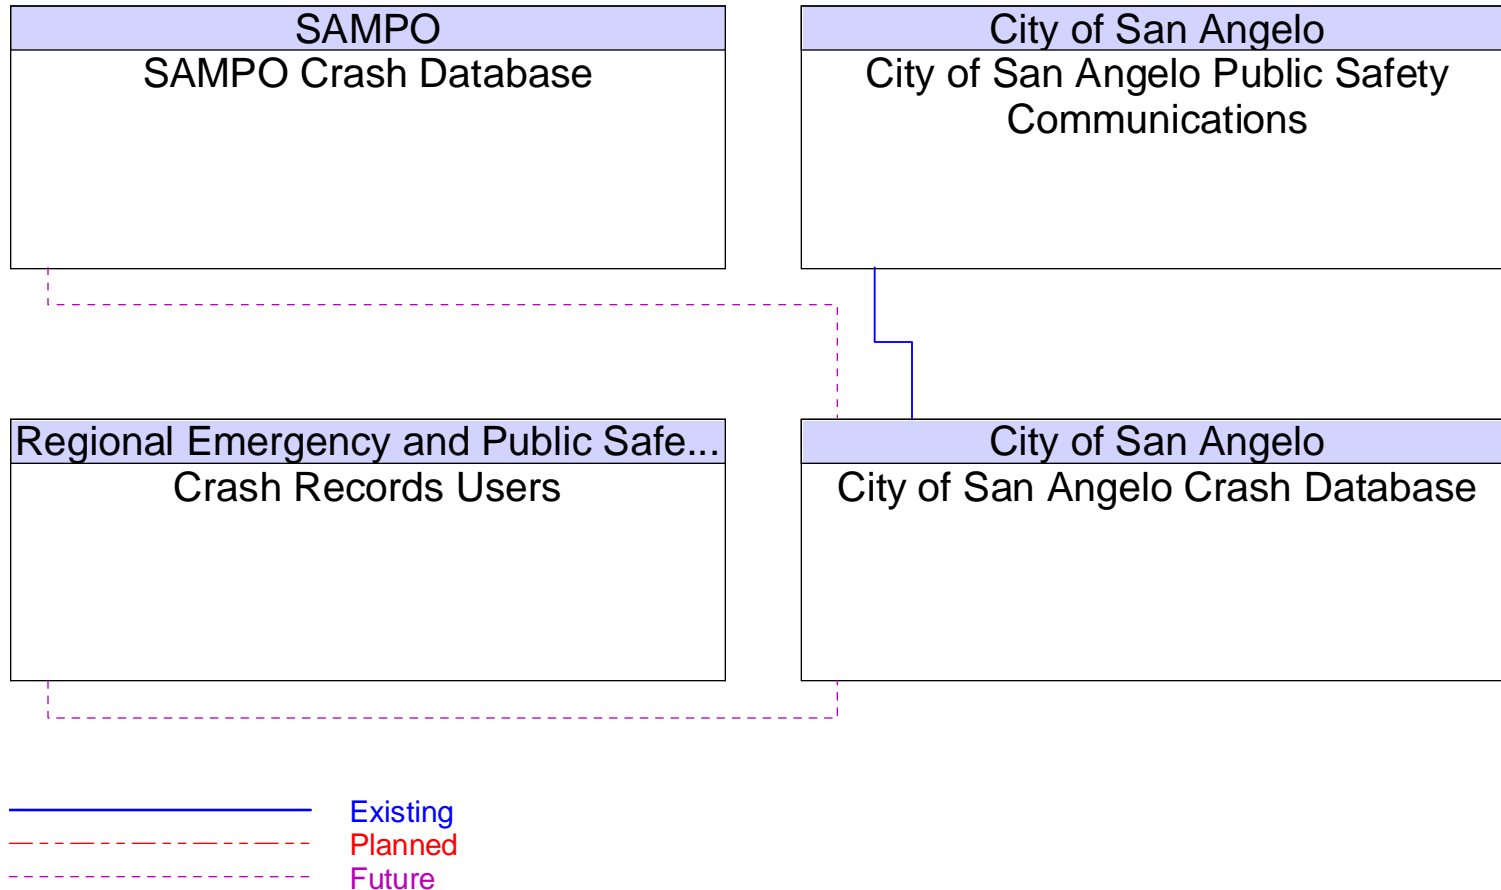 SAMPO
SAMPO Crash Database
City of San Angelo
City of San Angelo Public Safety
Communications
Regional Emergency and Public Safe...
Crash Records Users
City of San Angelo
City of San Angelo Crash Database
Existing
Planned
Future